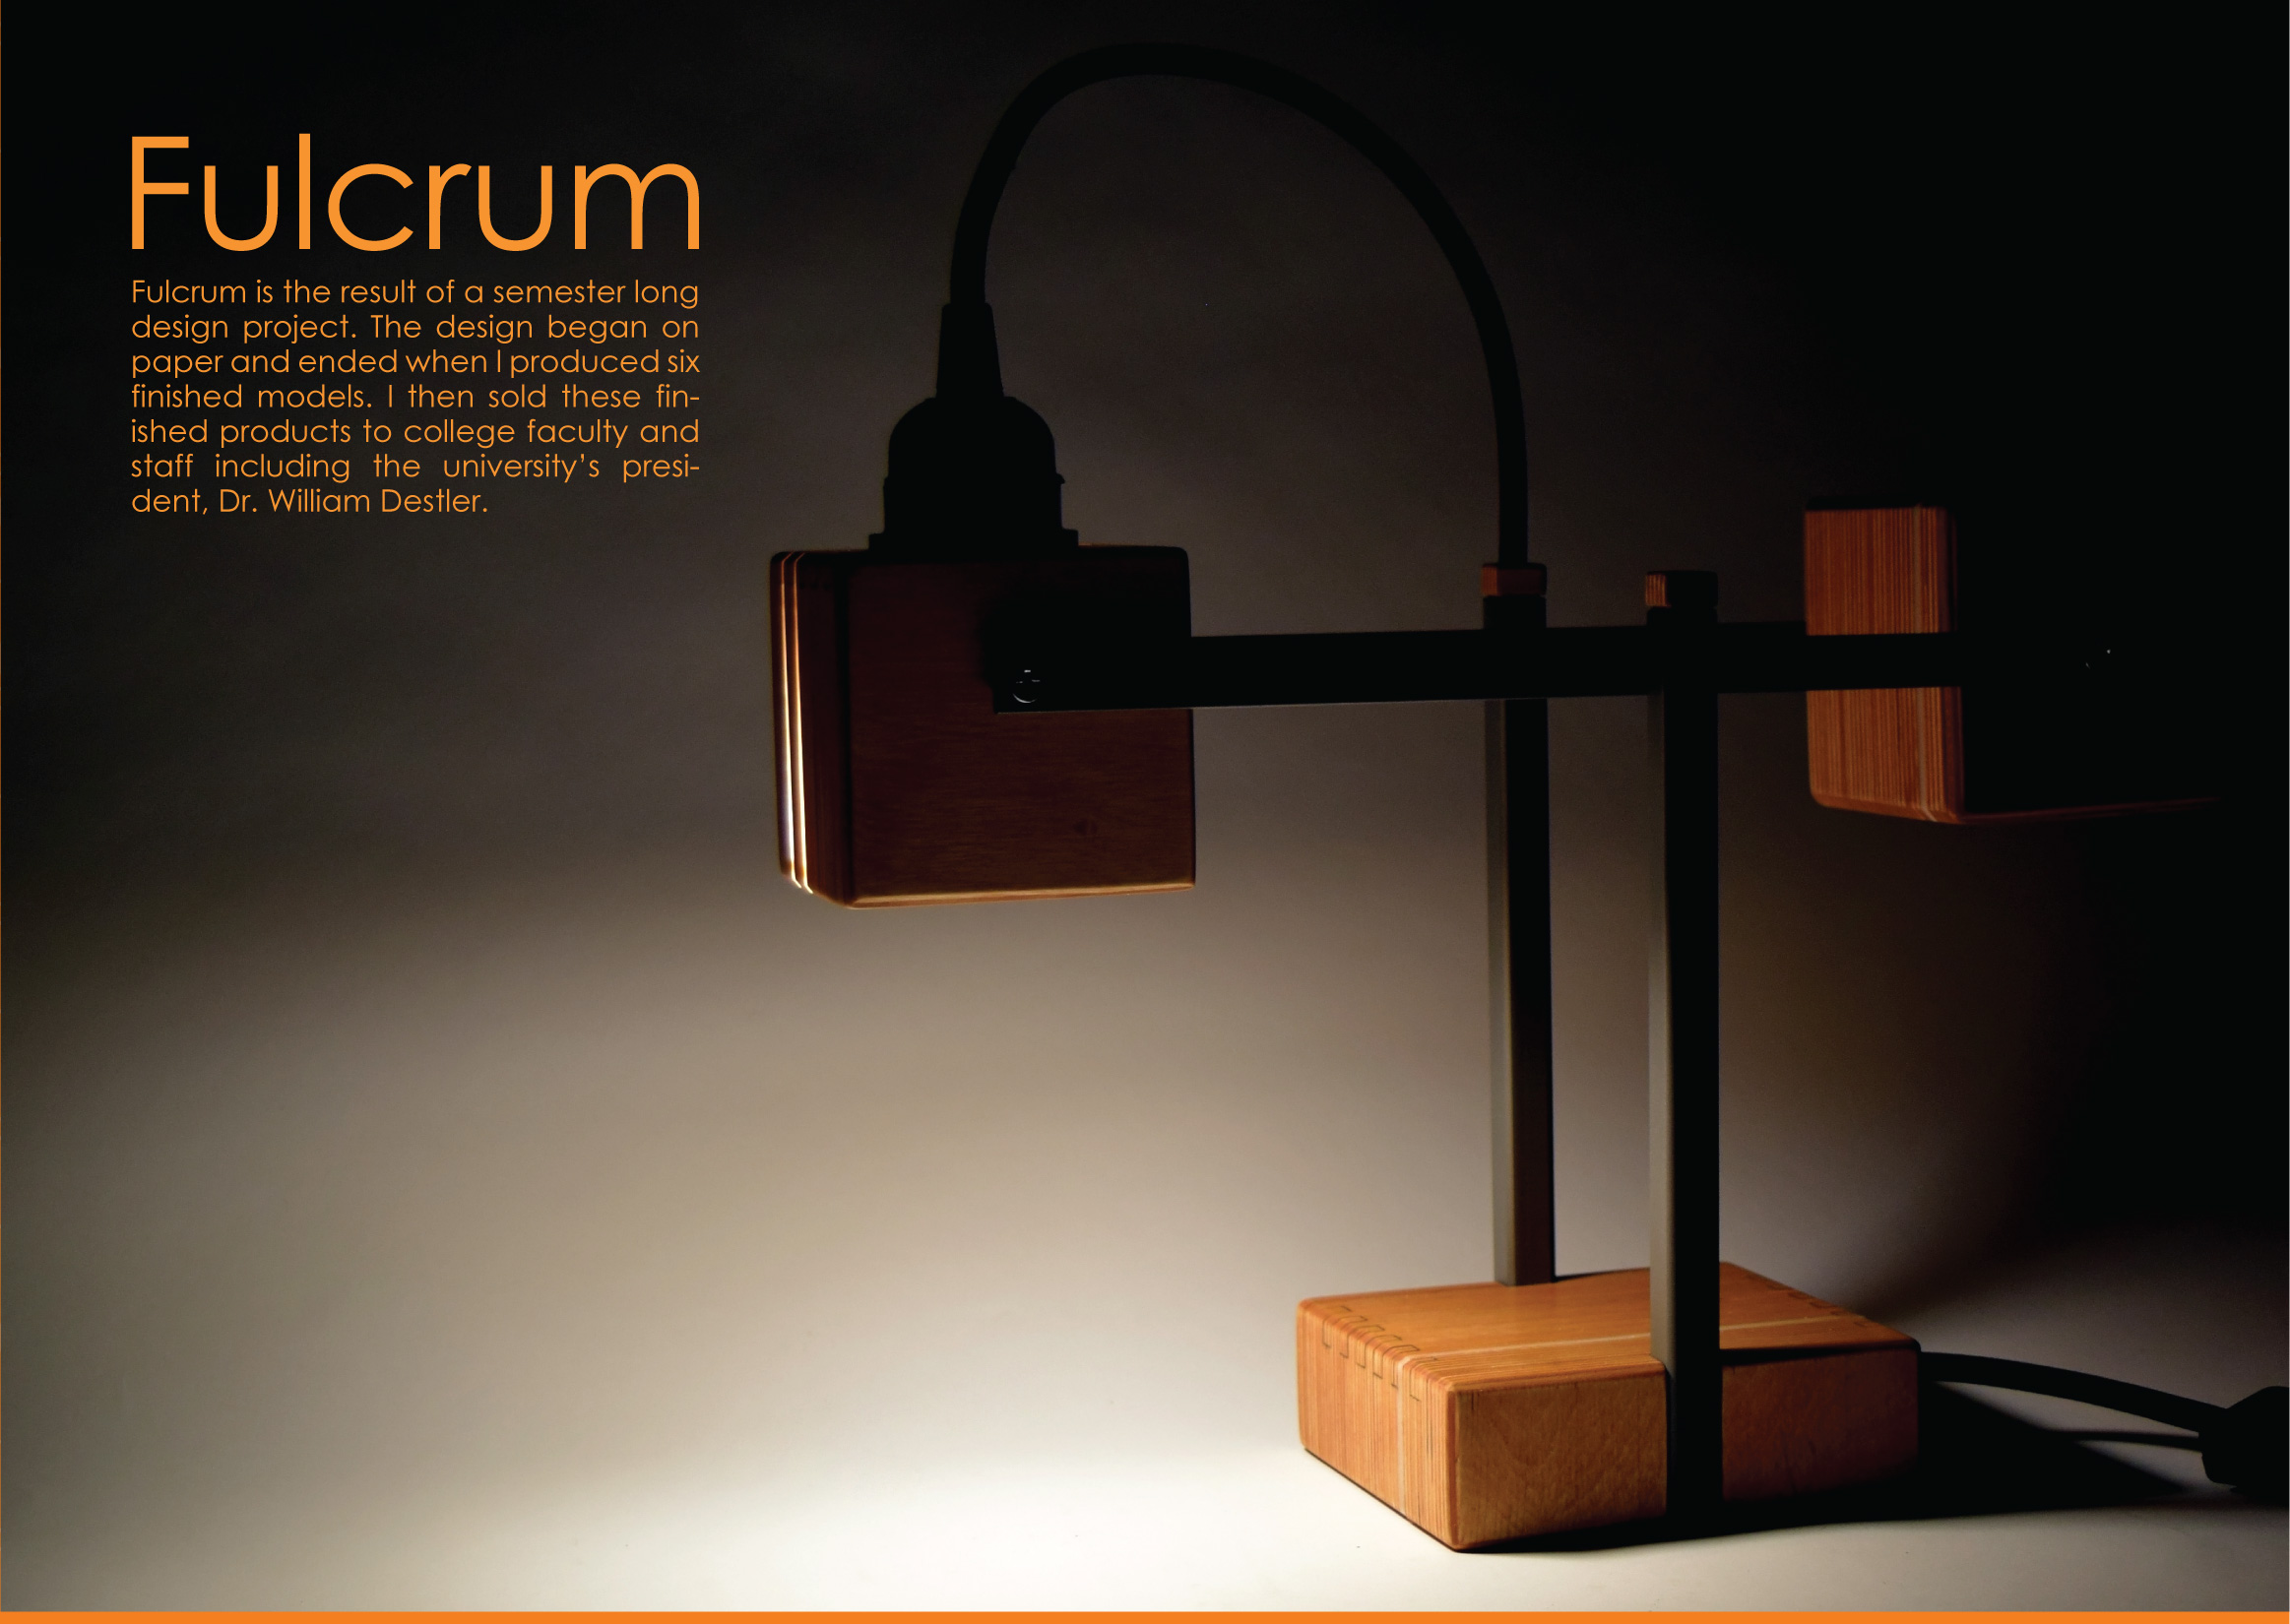 Fulcrum
Fulcrum is the result of a semester long
design project. The design began on
paper and ended when I produced six
finished models. I then sold these fin-
ished products to college faculty and
staff including the university’s presi-
dent, Dr. William Destler.